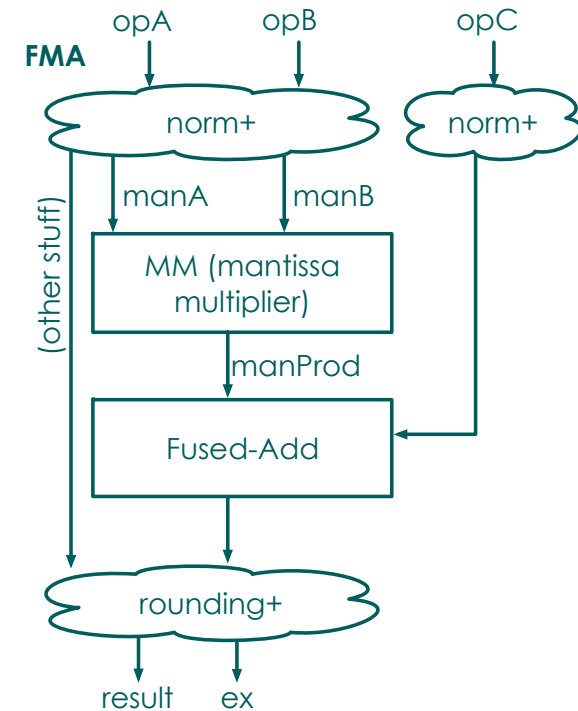 opA
opB
opC
FMA
norm+
norm+
manA
manB
MM (mantissa
multiplier)
(other stuff)
manProd
Fused-Add
rounding+
result
ex